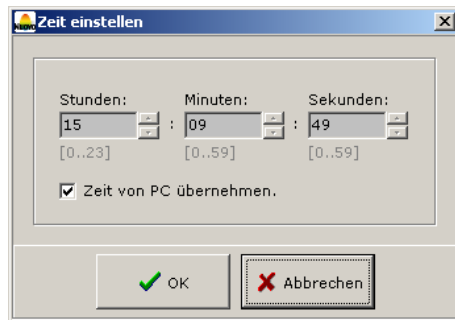 Zeit einstellen
Stunden: Minuten: Sekunden:
15 : 09 : 49
[0..23] [0..59] [0..59]
Zeit von PC übernehmen.
OK Abbrechen